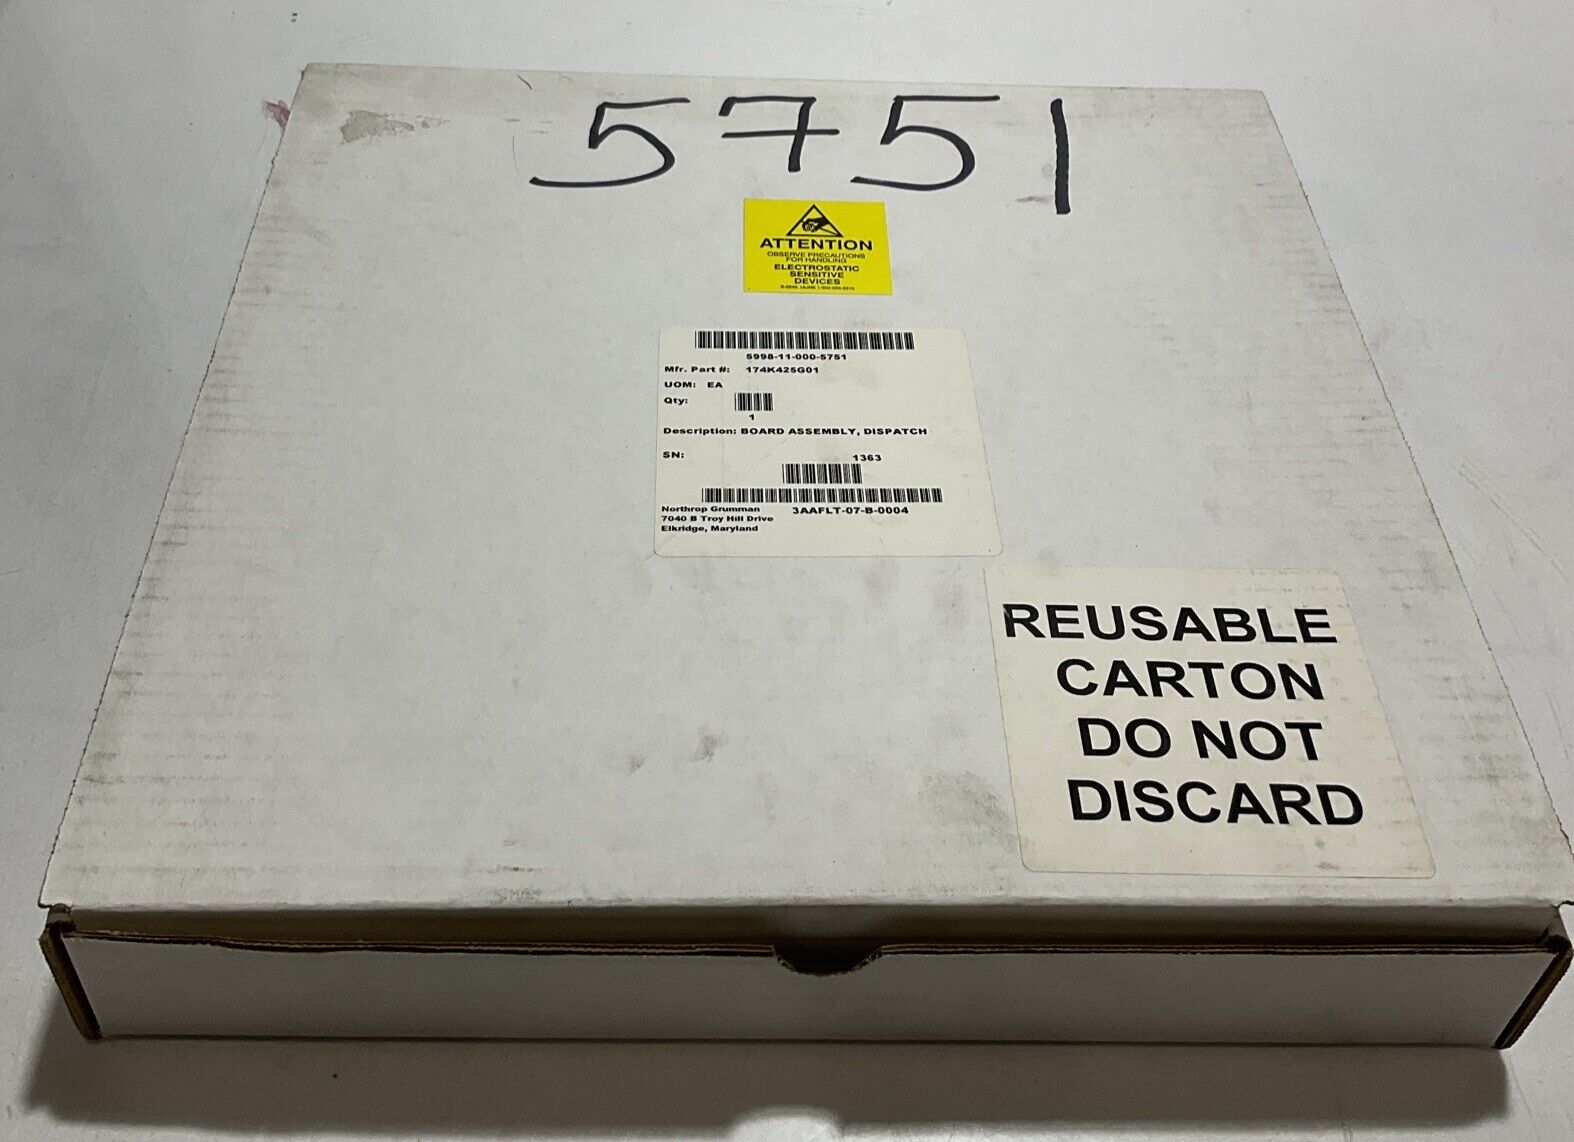 5751
ATTENTION
OBSERVE PRECAUTIONS
FOR HANDLING
ELECTROSTATIC
SENSITIVE
DEVICES
5998-11-000-5751
Mfr. Part #: 174K425G01
UOM: EA
Qty:
1
Description: BOARD ASSEMBLY, DISPATCH
SN: 1363
Northrop Grumman 3AAFLT-07-B-0004
7040 B Troy Hill Drive
Elkridge, Maryland
REUSABLE
CARTON
DO NOT
DISCARD